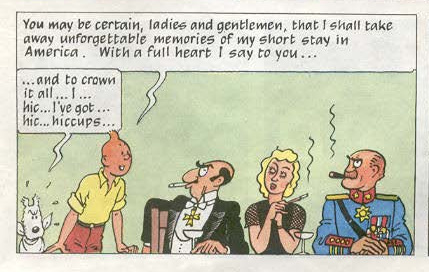 You may be certain, ladies and gentlemen, that I shall take
away unforgettable memories of my short stay in
America. With a full heart I say to you...
...and to crown
it all... I...
hic...I've got...
hic...hiccups...